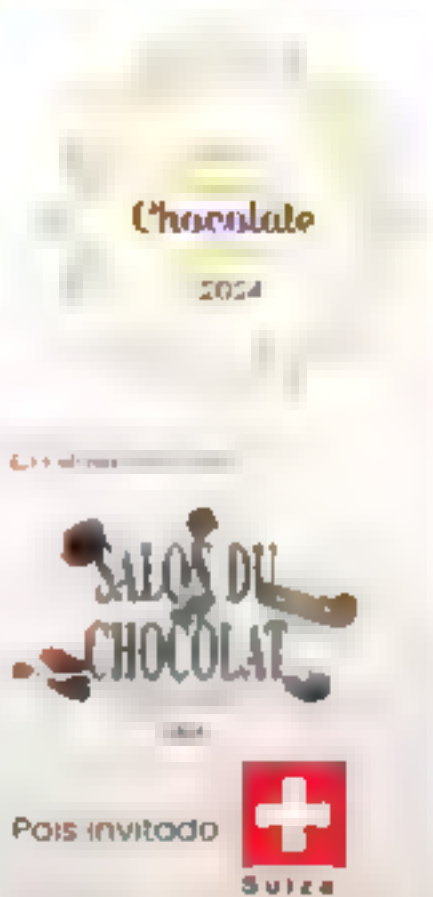 Chocolate
2024
SALON DU
CHOCOLAT
País invitado
Suiza